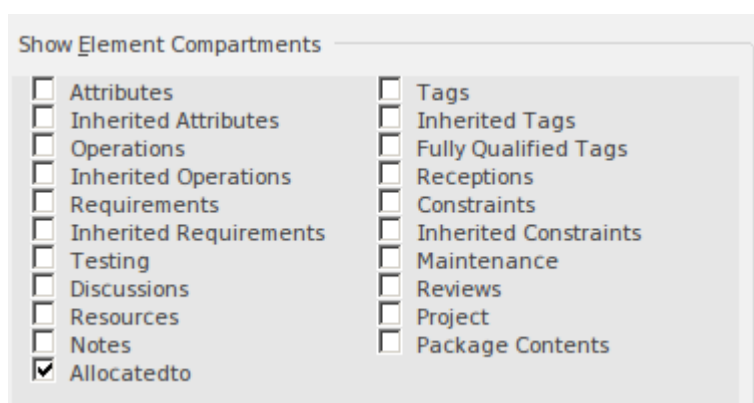 Show Element Compartments
Attributes
Inherited Attributes
Operations
Inherited Operations
Requirements
Inherited Requirements
Testing
Discussions
Resources
Notes
Allocatedto
Tags
Inherited Tags
Fully Qualified Tags
Receptions
Constraints
Inherited Constraints
Maintenance
Reviews
Project
Package Contents